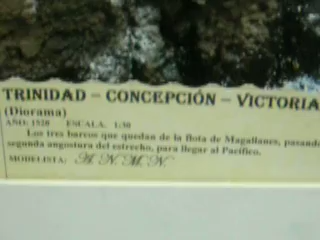 TRINIDAD – CONCEPCIÓN – VICTORIA
(Diorama)
AÑO: 1520 ESCALA. 1:50
Los tres barcos que quedan de la flota de Magallanes, pasando
segunda angostura del estrecho, para llegar al Pacífico.
MODELISTA: A. N. M. N.